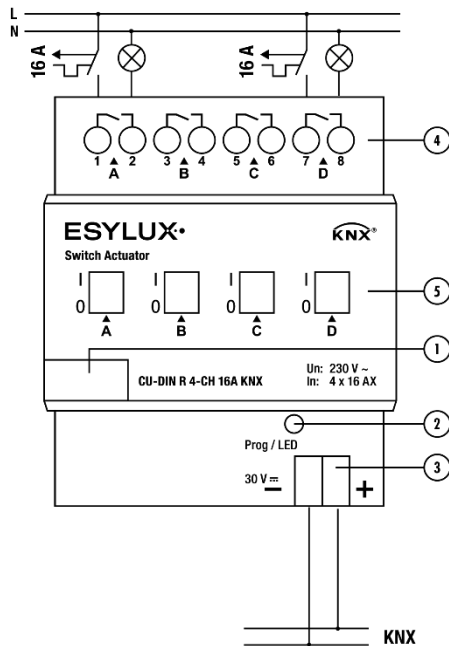 L
N
16 A
16 A
1 2 3 4 5 6 7 8
A B C D
4
ESYLUX
KNX®
Switch Actuator
I I I I
5
0 0 0 0
A B C D
1
CU-DIN R 4-CH 16A KNX
Un: 230 V ~
In: 4 x 16 AX
2
Prog / LED
3
30 V ⎓ − +
KNX